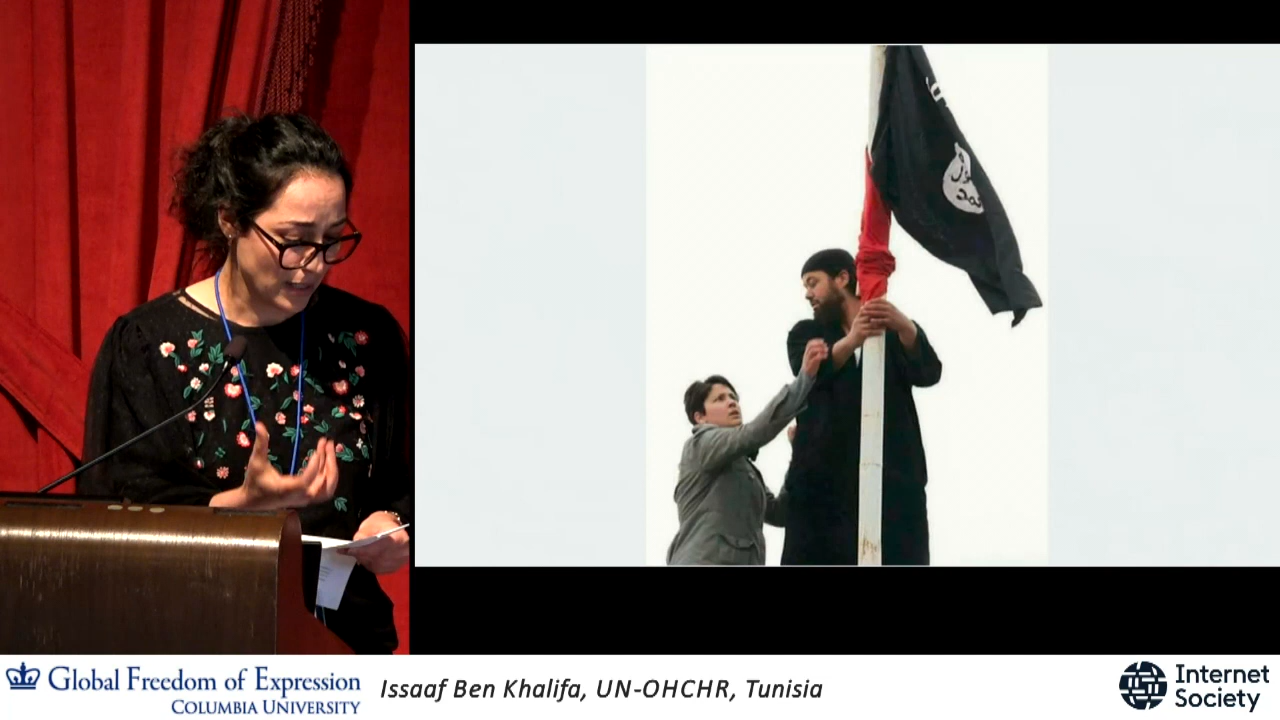 Global Freedom of Expression
COLUMBIA UNIVERSITY
Issaaf Ben Khalifa, UN-OHCHR, Tunisia
Internet
Society